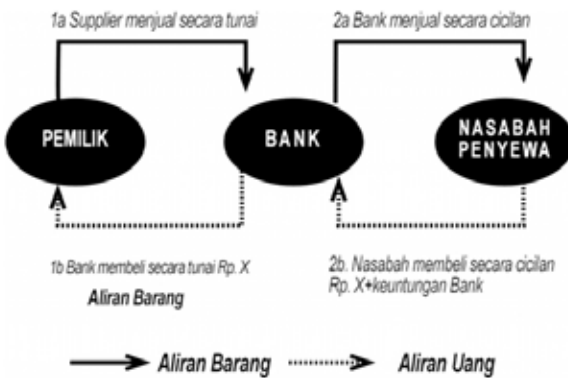 1a Supplier menjual secara tunai
2a Bank menjual secara cicilan
PEMILIK
BANK
NASABAH
PENYEWA
1b Bank membeli secara tunai Rp. X
Aliran Barang
2b. Nasabah membeli secara cicilan
Rp. X+keuntungan Bank
Aliran Barang
Aliran Uang